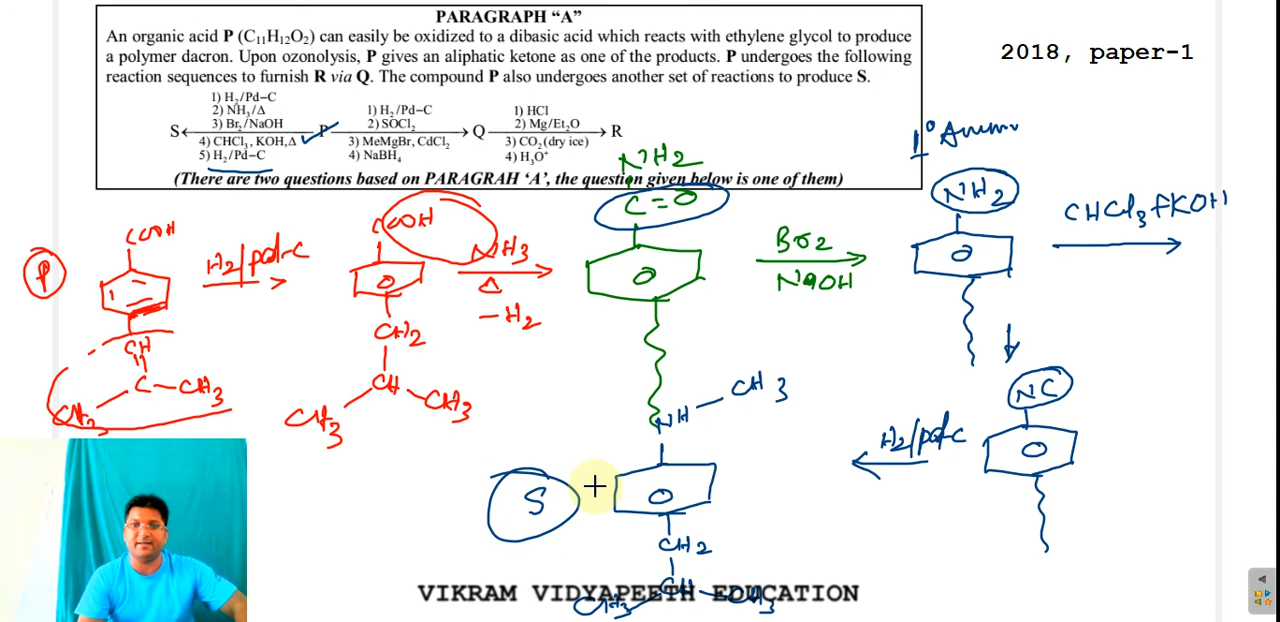 PARAGRAPH “A”
An organic acid P (C₁₁H₁₂O₂) can easily be oxidized to a dibasic acid which reacts with ethylene glycol to produce
a polymer dacron. Upon ozonolysis, P gives an aliphatic ketone as one of the products. P undergoes the following
reaction sequences to furnish R via Q. The compound P also undergoes another set of reactions to produce S.
1) H₂/Pd−C
2) NH₃/Δ
3) Br₂/NaOH
4) CHCl₃, KOH,Δ
5) H₂/Pd−C
S
P
1) H₂/Pd−C
2) SOCl₂
3) MeMgBr, CdCl₂
4) NaBH₄
Q
1) HCl
2) Mg/Et₂O
3) CO₂ (dry ice)
4) H₃O⁺
R
(There are two questions based on PARAGRAH ‘A’, the question given below is one of them)
2018, paper-1
P
COOH
CH
C-CH3
CH3
H2/pd-C
COOH
CH2
CH
CH3
CH3
NH3
Δ
-H2
NH2
C=O
Br2
NaOH
1°
NH2
CHCl3+KOH
NC
H2/pd-C
NH
CH3
S
CH2
CH
CH3
CH3
VIKRAM VIDYAPEETH EDUCATION